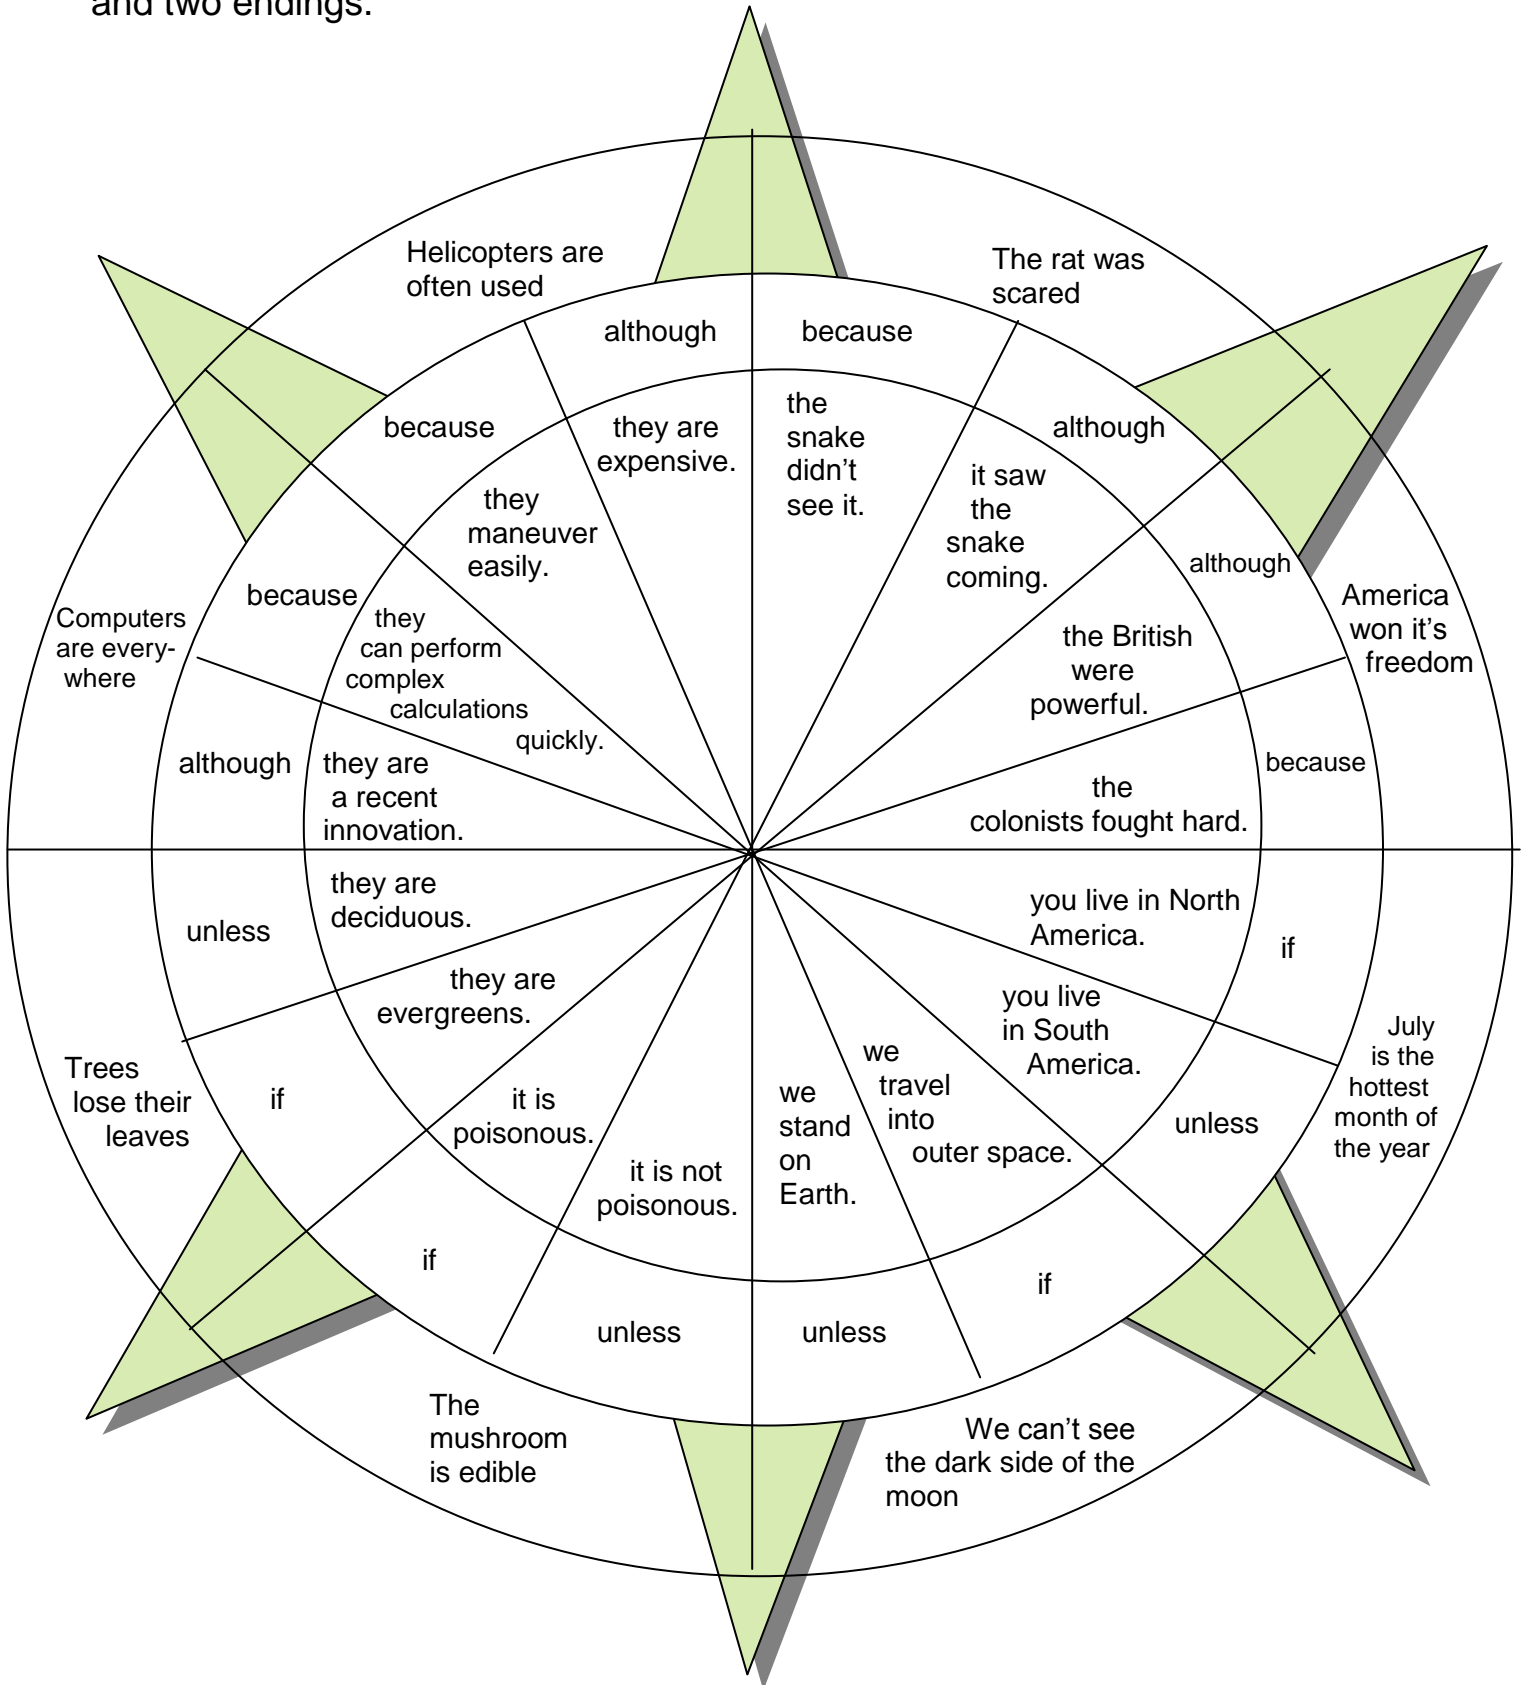 and two endings.
Helicopters are
often used
The rat was
scared
although
because
because
they are
expensive.
the
snake
didn't
see it.
although
it saw
the
snake
coming.
they
maneuver
easily.
because
although
Computers
are every-
where
they
can perform
complex
calculations
quickly.
the British
were
powerful.
America
won it's
freedom
although
they are
a recent
innovation.
the
colonists fought hard.
because
unless
they are
deciduous.
you live in North
America.
if
they are
evergreens.
you live
in South
America.
Trees
lose their
leaves
if
it is
poisonous.
it is not
poisonous.
we
stand
on
Earth.
we
travel
into
outer space.
unless
July
is the
hottest
month of
the year
if
unless
unless
if
The
mushroom
is edible
We can't see
the dark side of the
moon